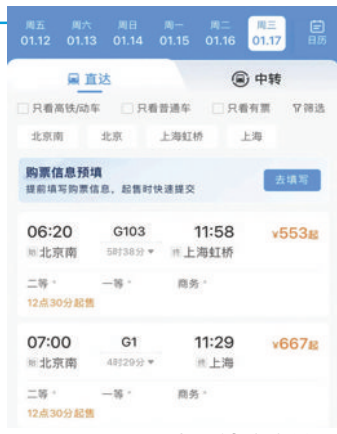 周五 周六 周日 周一 周二 周三
01.12 01.13 01.14 01.15 01.16 01.17 日历
直达 中转
只看高铁/动车 只看普通车 只看有票 筛选
北京南 北京 上海虹桥 上海
购票信息预填
提前填写购票信息，起售时快速提交 去填写
06:20 G103 11:58 ¥553起
始 北京南 5时38分 终 上海虹桥
二等 一等 商务
12点30分起售
07:00 G1 11:29 ¥667起
始 北京南 4时29分 终 上海
二等 一等 商务
12点30分起售